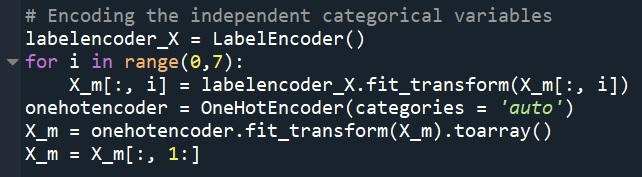 # Encoding the independent categorical variables
labelencoder_X = LabelEncoder()
for i in range(0,7):
    X_m[:, i] = labelencoder_X.fit_transform(X_m[:, i])
onehotencoder = OneHotEncoder(categories = 'auto')
X_m = onehotencoder.fit_transform(X_m).toarray()
X_m = X_m[:, 1:]